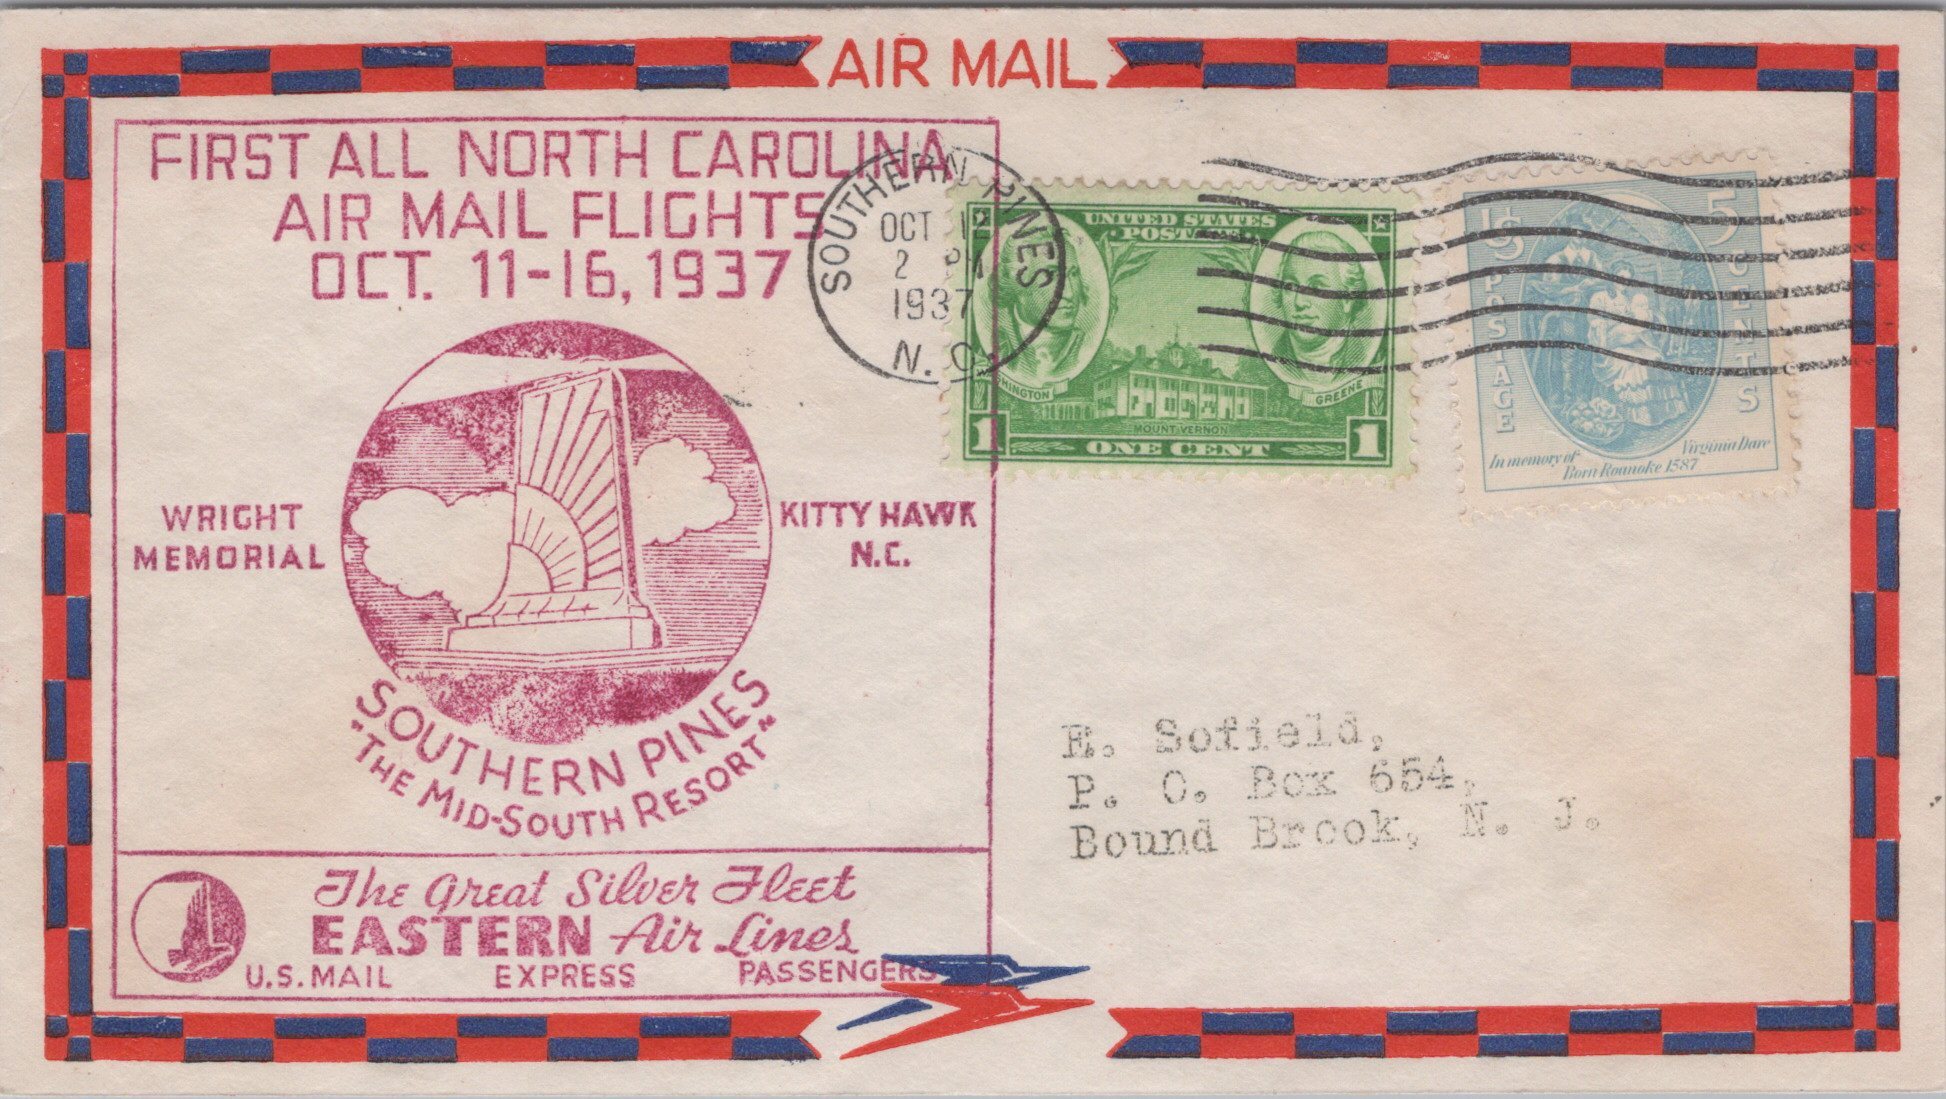 AIR MAIL
FIRST ALL NORTH CAROLINA
AIR MAIL FLIGHTS
OCT. 11-16, 1937
WRIGHT
MEMORIAL
KITTY HAWK
N.C.
SOUTHERN PINES
"THE MID-SOUTH RESORT"
The Great Silver Fleet
EASTERN Air Lines
U.S. MAIL EXPRESS PASSENGERS
SOUTHERN PINES
OCT 12
2 PM
1937
N. C.
UNITED STATES
POSTAGE
GREENE
MOUNT VERNON
1 ONE CENT 1
US POSTAGE
5 CENTS
In memory of Virginia Dare
Born Roanoke 1587
E. Sofield,
P. O. Box 654,
Bound Brook, N. J.